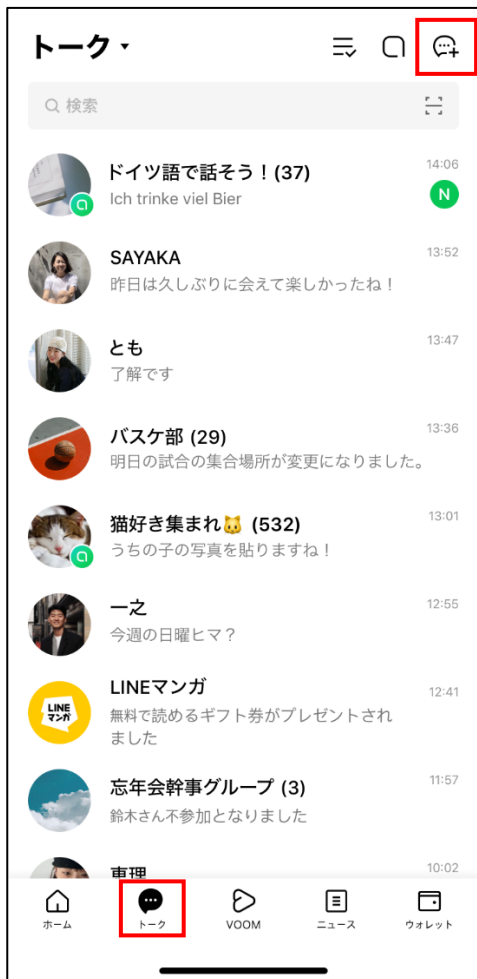 トーク
検索
ドイツ語で話そう！(37)
14:06
Ich trinke viel Bier
N
SAYAKA
13:52
昨日は久しぶりに会えて楽しかったね！
とも
13:47
了解です
バスケ部 (29)
13:36
明日の試合の集合場所が変更になりました。
猫好き集まれ🐱 (532)
13:01
うちの子の写真を貼りますね！
一之
12:55
今週の日曜ヒマ？
LINEマンガ
12:41
LINE
マンガ
無料で読めるギフト券がプレゼントされ
ました
忘年会幹事グループ (3)
11:57
鈴木さん不参加となりました
恵理
10:02
ホーム
トーク
VOOM
ニュース
ウォレット